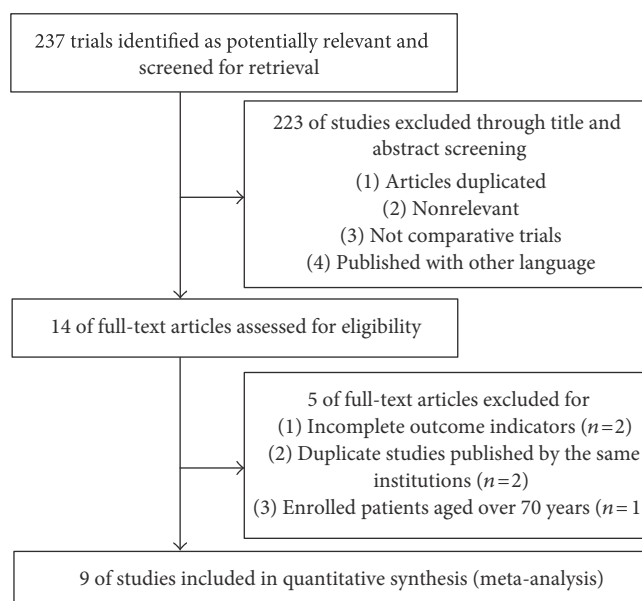 237 trials identified as potentially relevant and
screened for retrieval
223 of studies excluded through title and
abstract screening
(1) Articles duplicated
(2) Nonrelevant
(3) Not comparative trials
(4) Published with other language
14 of full-text articles assessed for eligibility
5 of full-text articles excluded for
(1) Incomplete outcome indicators (n=2)
(2) Duplicate studies published by the same
institutions (n=2)
(3) Enrolled patients aged over 70 years (n=1
9 of studies included in quantitative synthesis (meta-analysis)